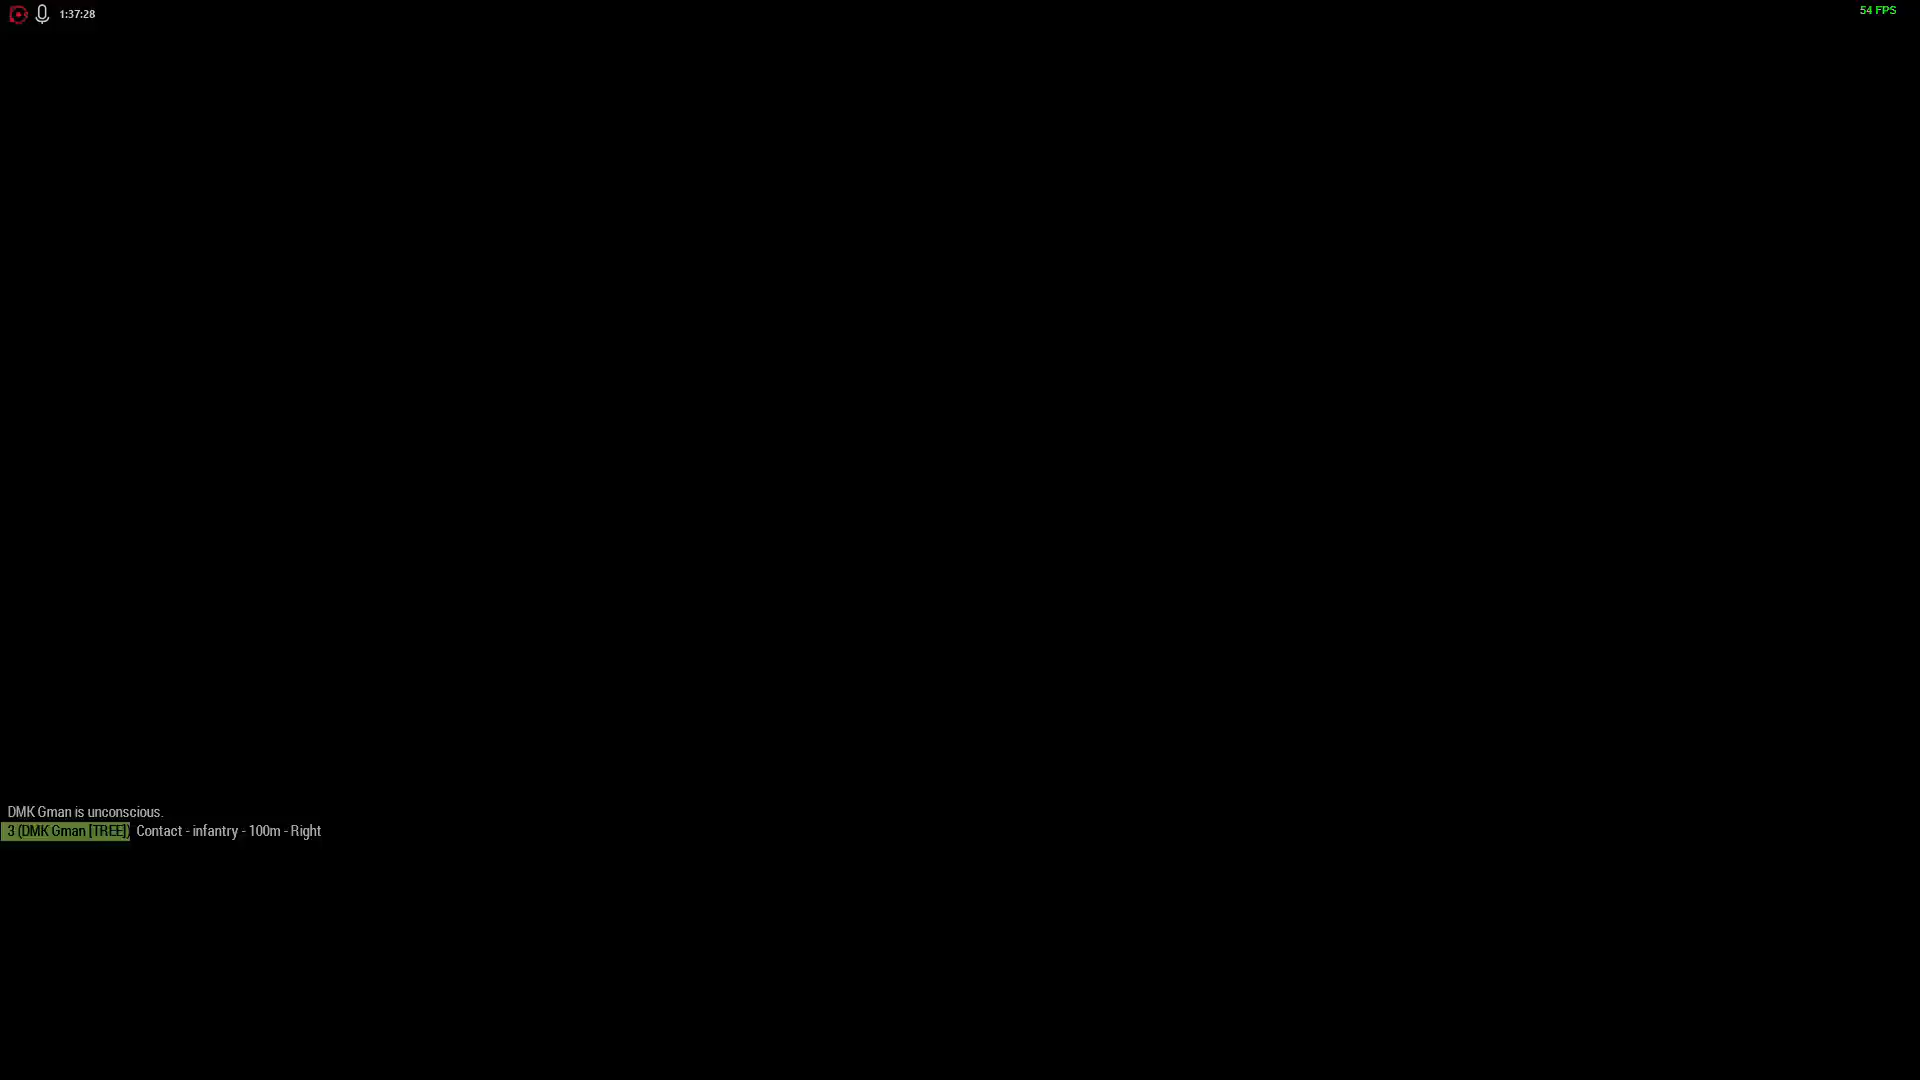 1:37:28
54 FPS
DMK Gman is unconscious.
3 (DMK Gman [TREE]) Contact - infantry - 100m - Right